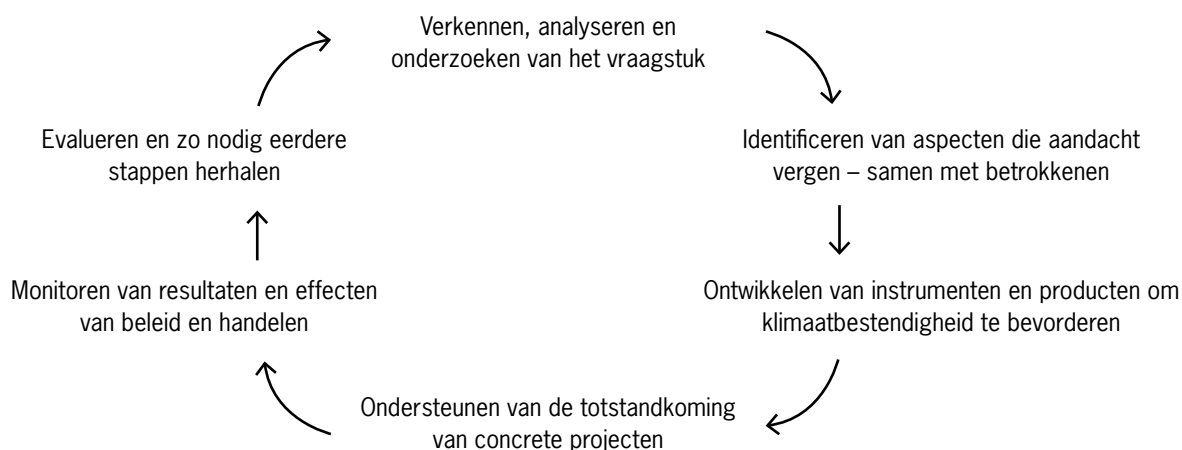 Verkennen, analyseren en
onderzoeken van het vraagstuk
Identificeren van aspecten die aandacht
vergen – samen met betrokkenen
Ontwikkelen van instrumenten en producten om
klimaatbestendigheid te bevorderen
Ondersteunen van de totstandkoming
van concrete projecten
Monitoren van resultaten en effecten
van beleid en handelen
Evalueren en zo nodig eerdere
stappen herhalen